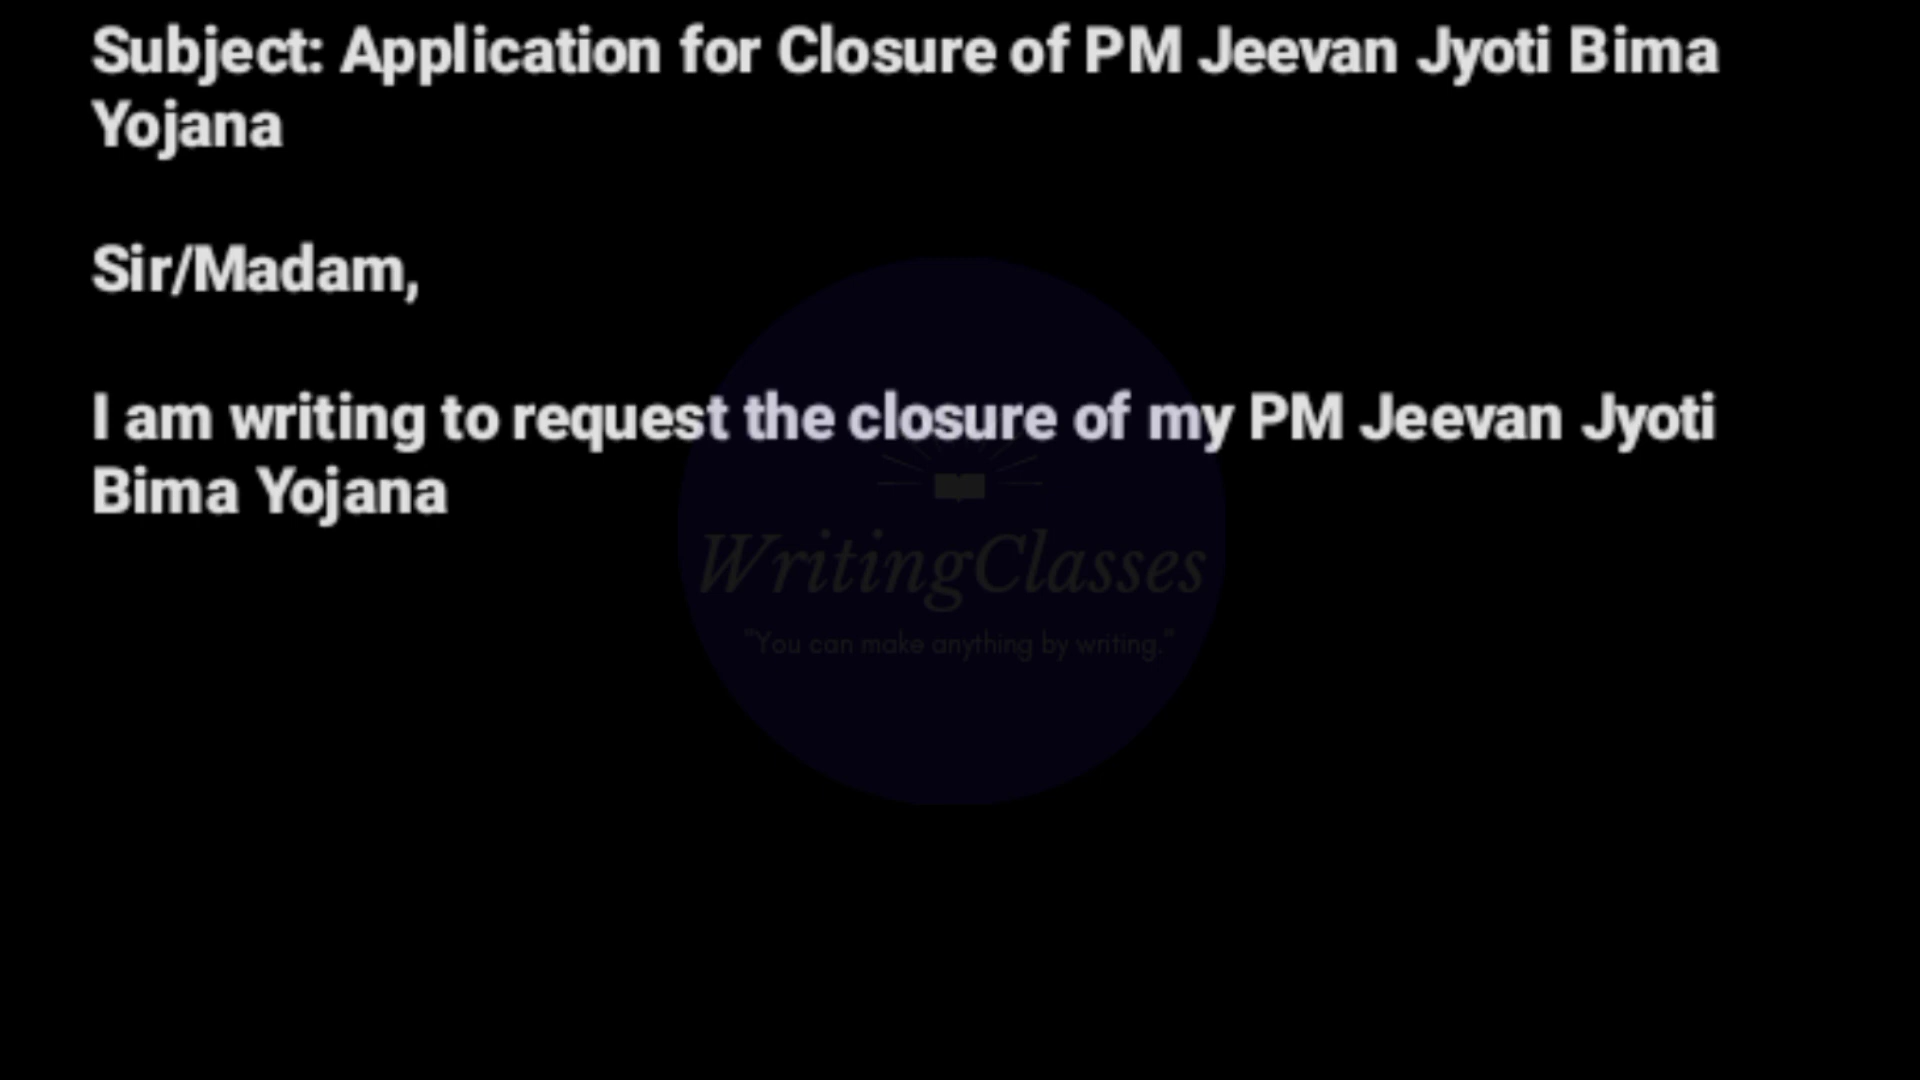 Subject: Application for Closure of PM Jeevan Jyoti Bima
Yojana
Sir/Madam,
I am writing to request the closure of my PM Jeevan Jyoti
Bima Yojana
WritingClasses
"You can make anything by writing."